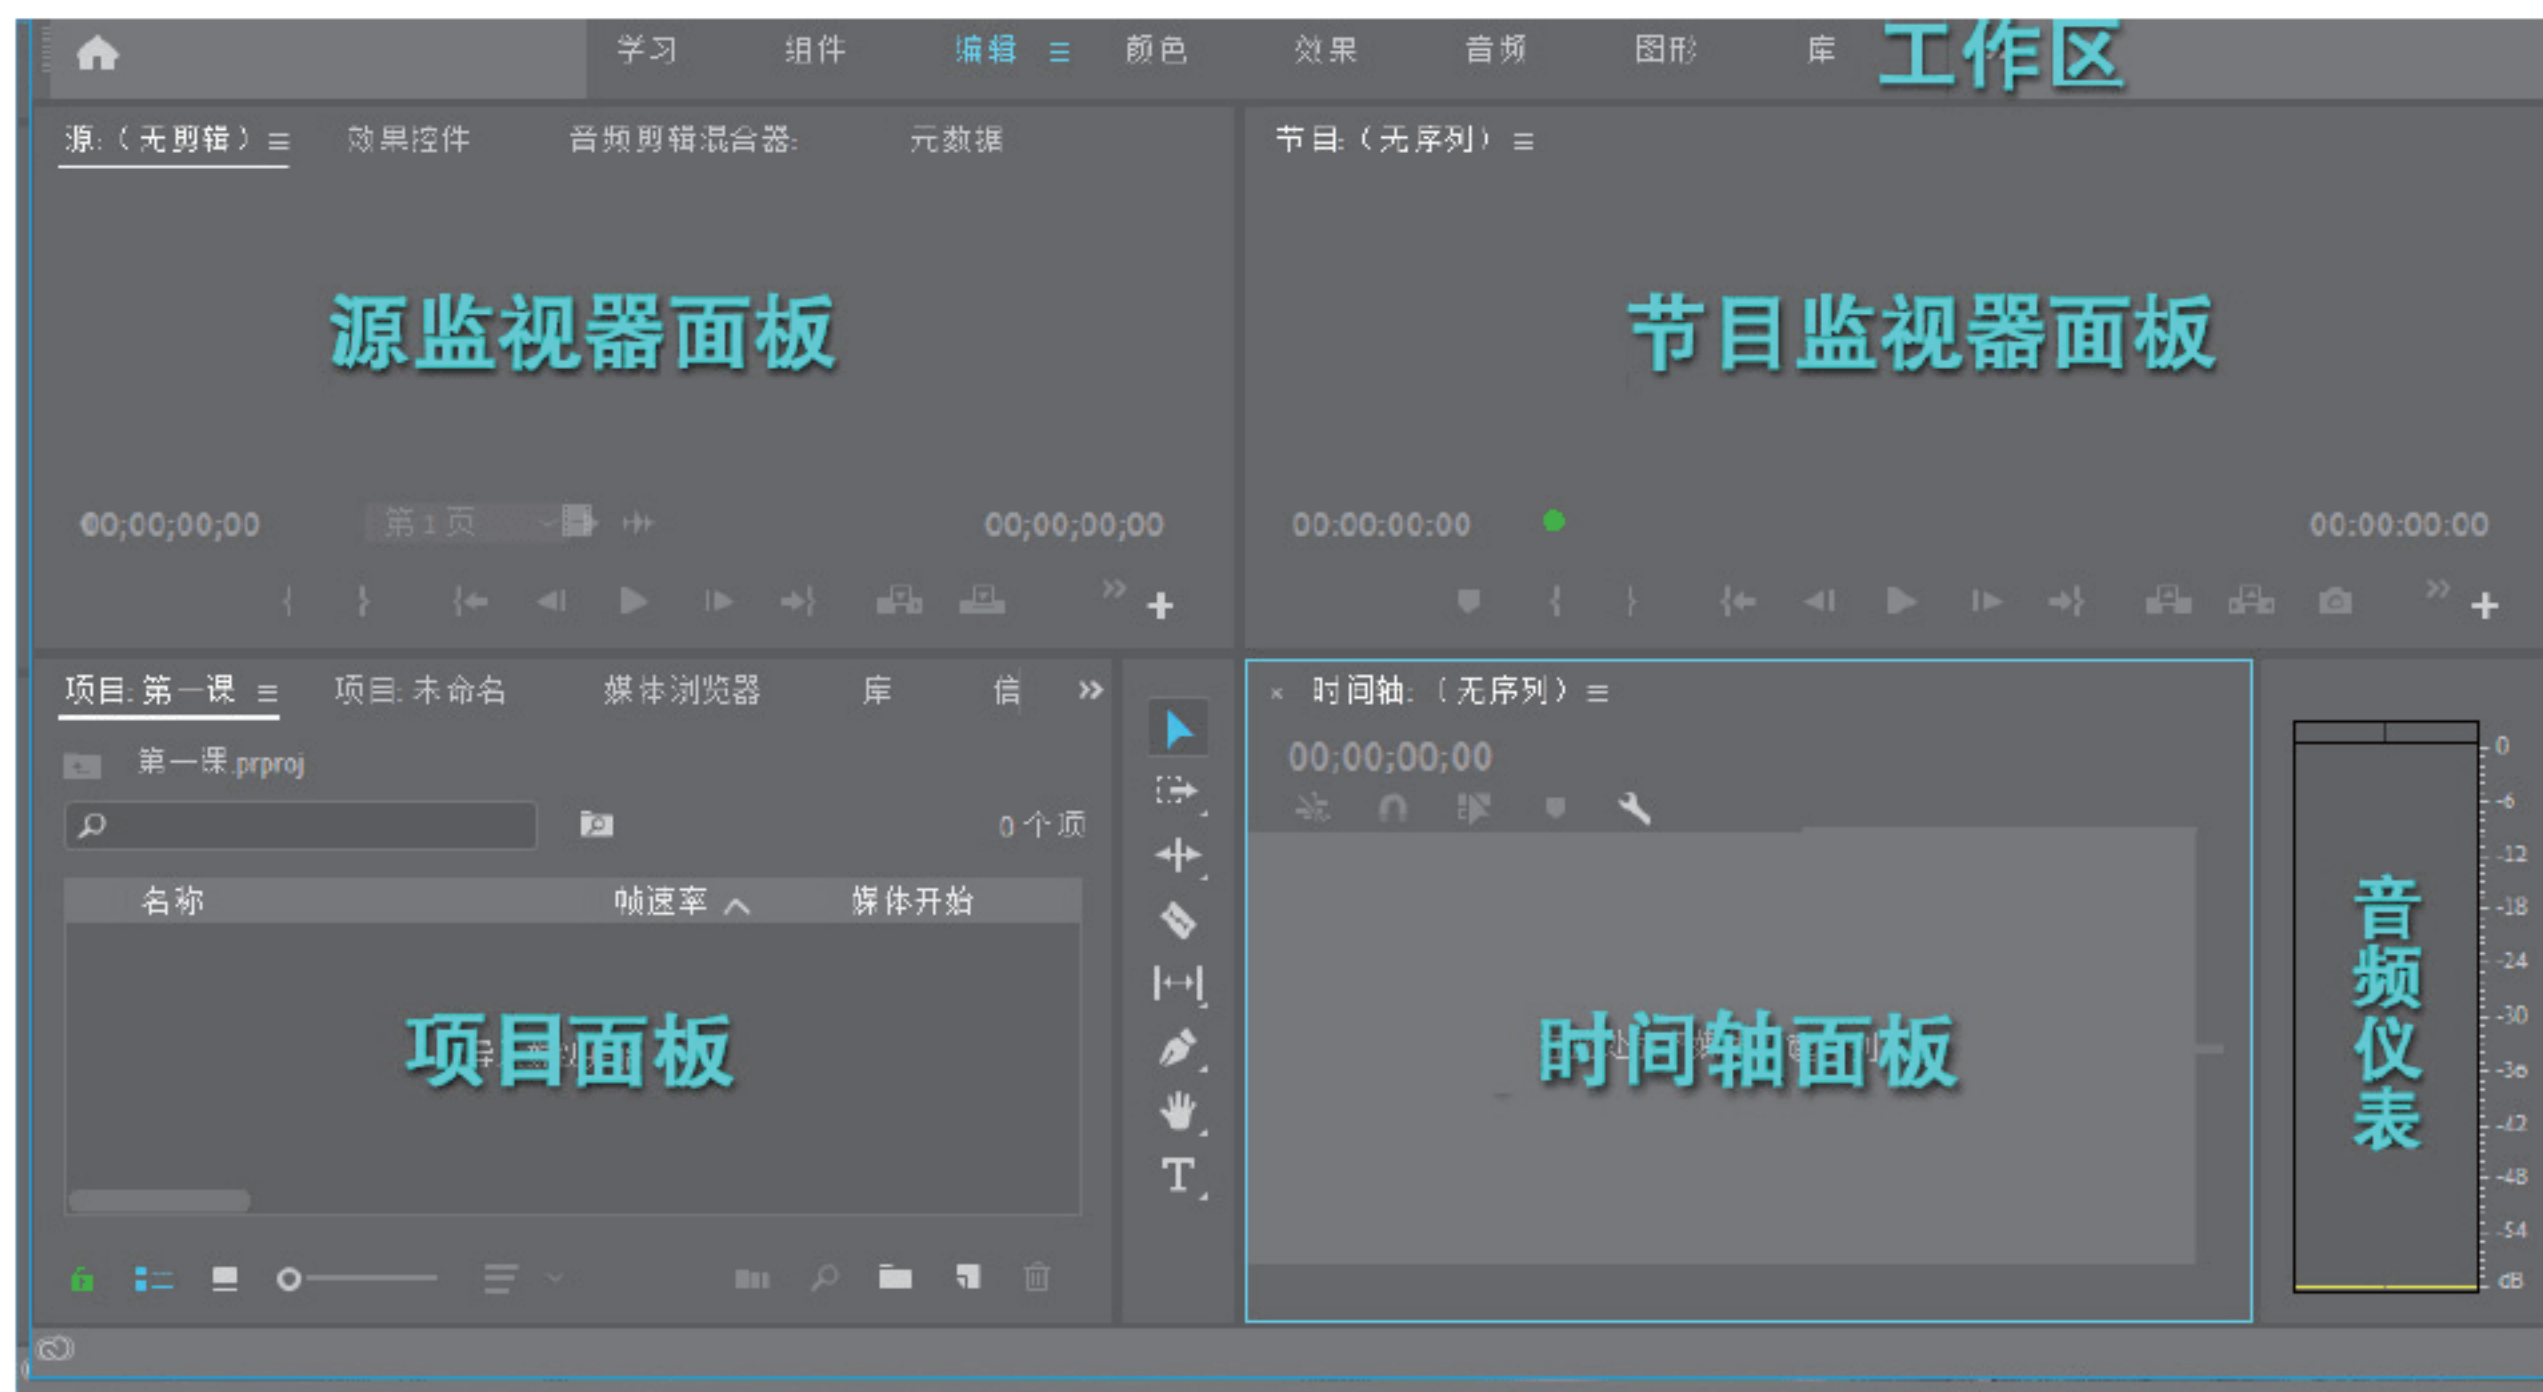 学习 组件 编辑 颜色 效果 音频 图形 库 工作区
源:（无剪辑） 效果控件 音频剪辑混合器: 元数据
节目:（无序列）
源监视器面板
节目监视器面板
00;00;00;00 第1页 00;00;00;00
00:00:00:00 00:00:00:00
项目:第一课 项目:未命名 媒体浏览器 库 信
第一课.prproj
0个项
名称 帧速率 媒体开始
项目面板
T
× 时间轴:（无序列）
00;00;00;00
时间轴面板
音频仪表
0
-6
-12
-18
-24
-30
-36
-42
-48
-54
dB